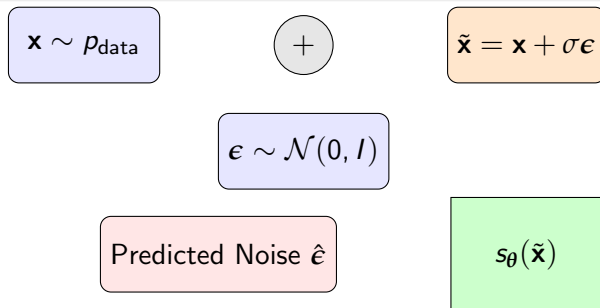 x ∼ p_data
+
x̃ = x + σϵ
ϵ ∼ 𝒩(0, I)
Predicted Noise ϵ̂
s_θ(x̃)